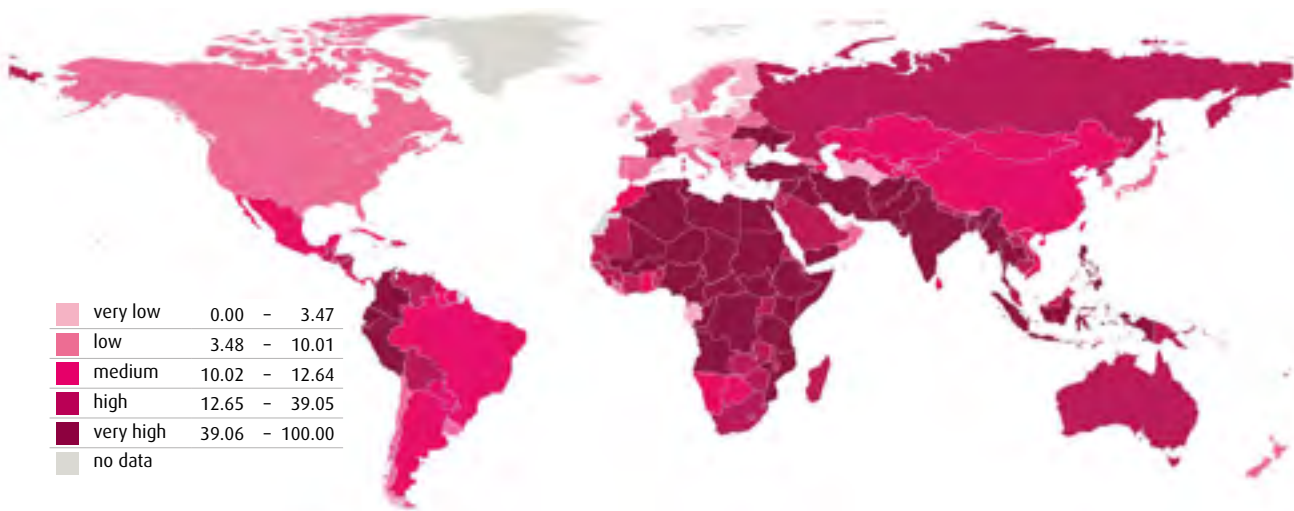 very low 0.00 – 3.47
low 3.48 – 10.01
medium 10.02 – 12.64
high 12.65 – 39.05
very high 39.06 – 100.00
no data